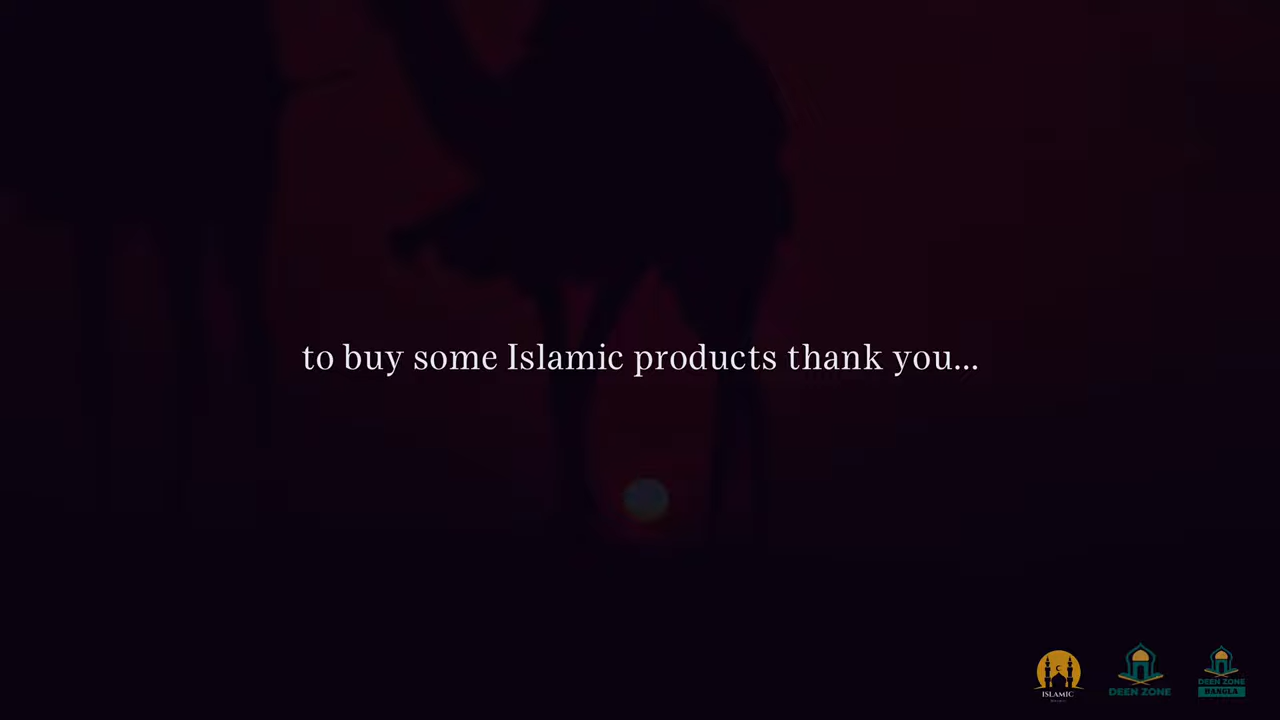 to buy some Islamic products thank you...
ISLAMIC
DEEN ZONE
DEEN ZONE
BANGLA